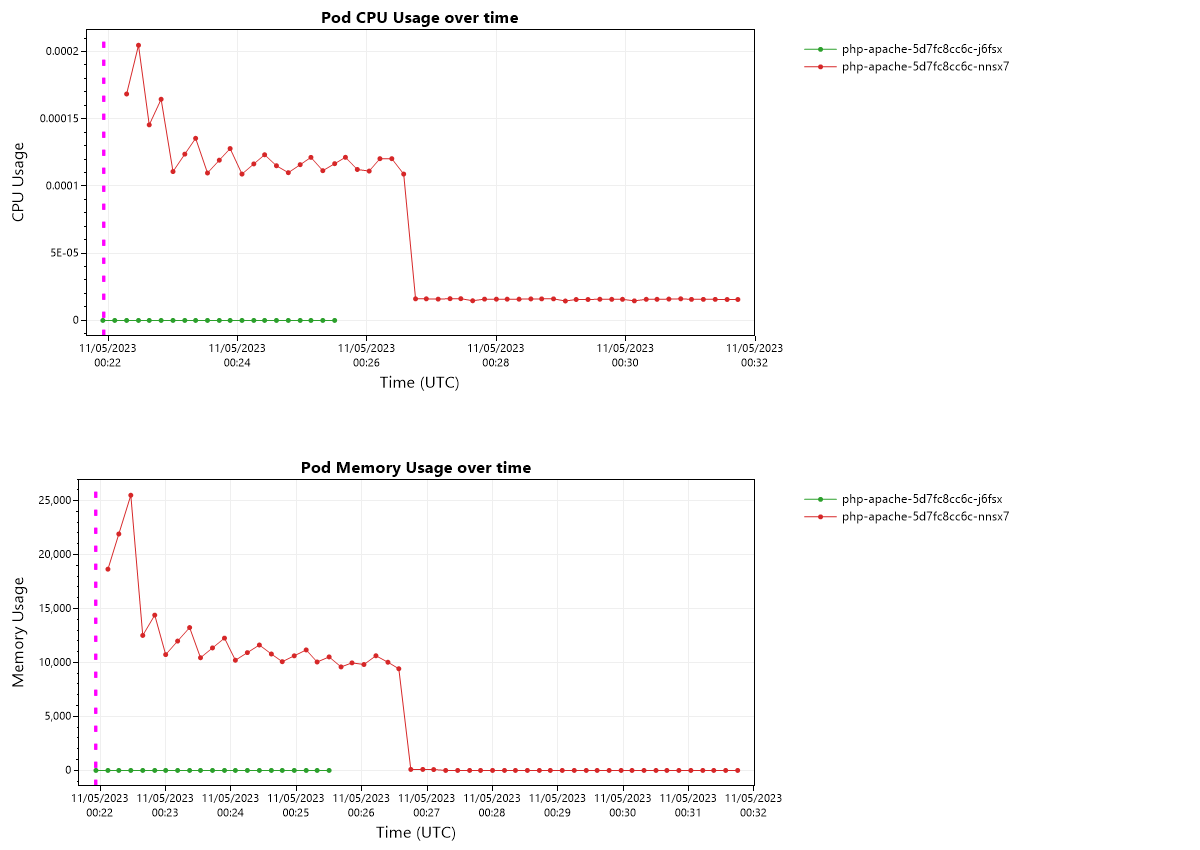 Pod CPU Usage over time
php-apache-5d7fc8cc6c-j6fsx
php-apache-5d7fc8cc6c-nnsx7
CPU Usage
0.0002
0.00015
0.0001
5E-05
0
11/05/2023 11/05/2023 11/05/2023 11/05/2023 11/05/2023 11/05/2023
00:22 00:24 00:26 00:28 00:30 00:32
Time (UTC)
Pod Memory Usage over time
php-apache-5d7fc8cc6c-j6fsx
php-apache-5d7fc8cc6c-nnsx7
Memory Usage
25,000
20,000
15,000
10,000
5,000
0
11/05/2023 11/05/2023 11/05/2023 11/05/2023 11/05/2023 11/05/2023 11/05/2023 11/05/2023 11/05/2023 11/05/2023 11/05/2023
00:22 00:23 00:24 00:25 00:26 00:27 00:28 00:29 00:30 00:31 00:32
Time (UTC)